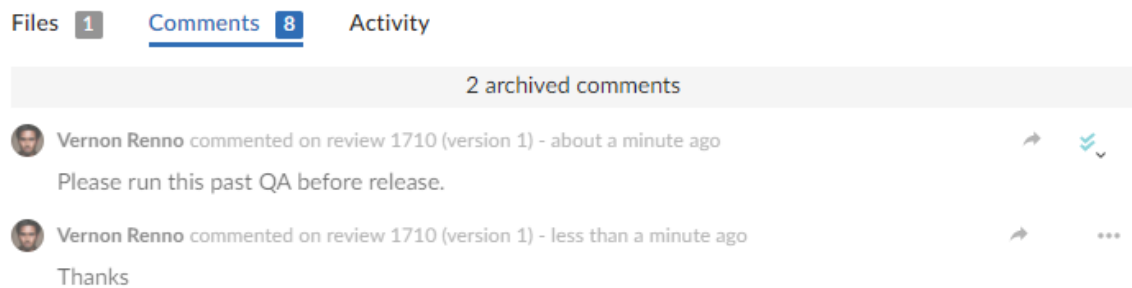 Files 1 Comments 8 Activity
2 archived comments
Vernon Renno commented on review 1710 (version 1) - about a minute ago
Please run this past QA before release.
Vernon Renno commented on review 1710 (version 1) - less than a minute ago
Thanks